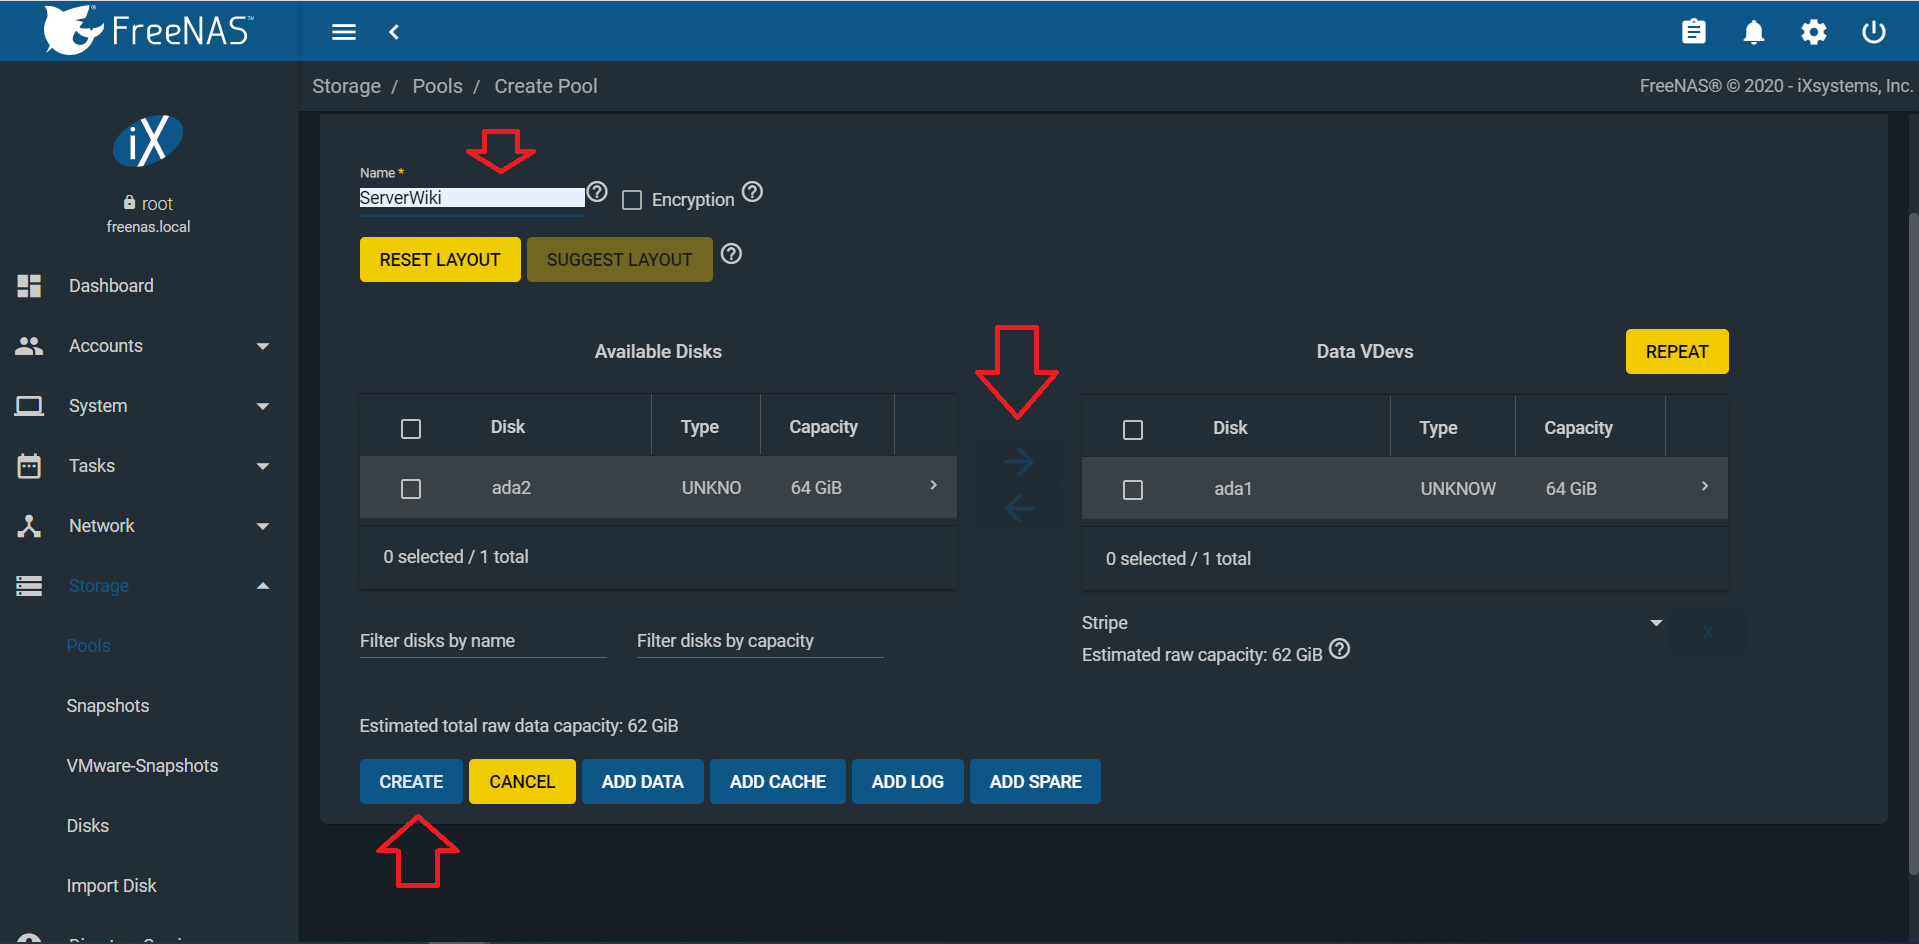 FreeNAS™
Storage / Pools / Create Pool
FreeNAS® © 2020 - iXsystems, Inc.
iX
root
freenas.local
Dashboard
Accounts
System
Tasks
Network
Storage
Pools
Snapshots
VMware-Snapshots
Disks
Import Disk
Name *
ServerWiki
Encryption
RESET LAYOUT
SUGGEST LAYOUT
Available Disks
Disk Type Capacity
ada2 UNKNO 64 GiB
0 selected / 1 total
Filter disks by name
Filter disks by capacity
Data VDevs
REPEAT
Disk Type Capacity
ada1 UNKNOW 64 GiB
0 selected / 1 total
Stripe
X
Estimated raw capacity: 62 GiB
Estimated total raw data capacity: 62 GiB
CREATE
CANCEL
ADD DATA
ADD CACHE
ADD LOG
ADD SPARE